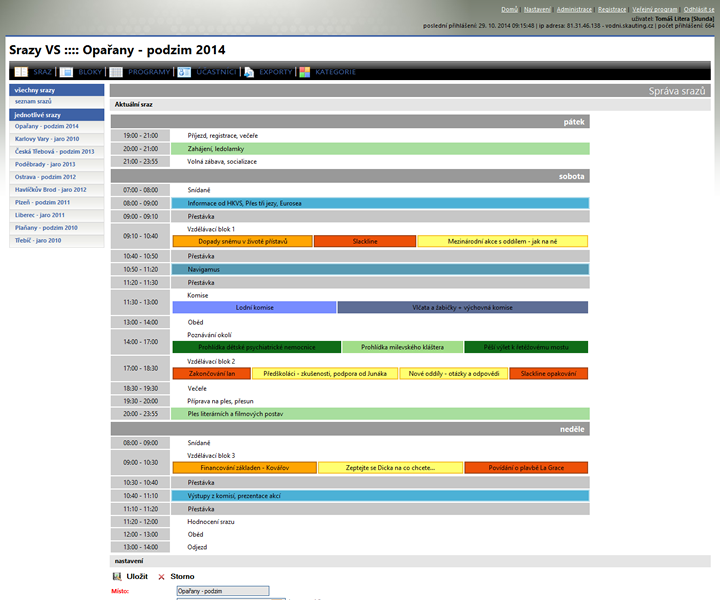 Domů | Nastavení | Administrace | Registrace | Veřejný program | Odhlásit se
uživatel: Tomáš Litera [Slunda]
poslední přihlášení: 29. 10. 2014 09:15:48 | ip adresa: 81.31.46.138 - vodni.skauting.cz | počet přihlášení: 664
Srazy VS :::: Opařany - podzim 2014
SRAZ | BLOKY | PROGRAMY | ÚČASTNÍCI | EXPORTY | KATEGORIE
všechny srazy
seznam srazů
jednotlivé srazy
Opařany - podzim 2014
Karlovy Vary - jaro 2010
Česká Třebová - podzim 2013
Poděbrady - jaro 2013
Ostrava - podzim 2012
Havlíčkův Brod - jaro 2012
Plzeň - podzim 2011
Liberec - jaro 2011
Plaňany - podzim 2010
Třebíč - jaro 2010
Správa srazů
Aktuální sraz
pátek
19:00 - 21:00 Příjezd, registrace, večeře
20:00 - 21:00 Zahájení, ledolamky
21:00 - 23:55 Volná zábava, socializace
sobota
07:00 - 08:00 Snídaně
08:00 - 09:00 Informace od HKVS, Přes tři jezy, Eurosea
09:00 - 09:10 Přestávka
09:10 - 10:40 Vzdělávací blok 1
Dopady sněmu v životě přístavů Slackline Mezinárodní akce s oddílem - jak na ně
10:40 - 10:50 Přestávka
10:50 - 11:20 Navigamus
11:20 - 11:30 Přestávka
11:30 - 13:00 Komise
Lodní komise Vlčata a žabičky + výchovná komise
13:00 - 14:00 Oběd
14:00 - 17:00 Poznávání okolí
Prohlídka dětské psychiatrické nemocnice Prohlídka milevského kláštera Pěší výlet k řetězovému mostu
17:00 - 18:30 Vzdělávací blok 2
Zakončování lan Předškoláci - zkušenosti, podpora od Junáka Nové oddíly - otázky a odpovědi Slackline opakování
18:30 - 19:30 Večeře
19:30 - 20:00 Příprava na ples, přesun
20:00 - 23:55 Ples literárních a filmových postav
neděle
08:00 - 09:00 Snídaně
09:00 - 10:30 Vzdělávací blok 3
Financování základen - Kovářov Zeptejte se Dicka na co chcete... Povídání o plavbě La Grace
10:30 - 10:40 Přestávka
10:40 - 11:10 Výstupy z komisí, prezentace akcí
11:10 - 11:20 Přestávka
11:20 - 12:00 Hodnocení srazu
12:00 - 13:00 Oběd
13:00 - 14:00 Odjezd
nastavení
Uložit Storno
Místo: Opařany - podzim